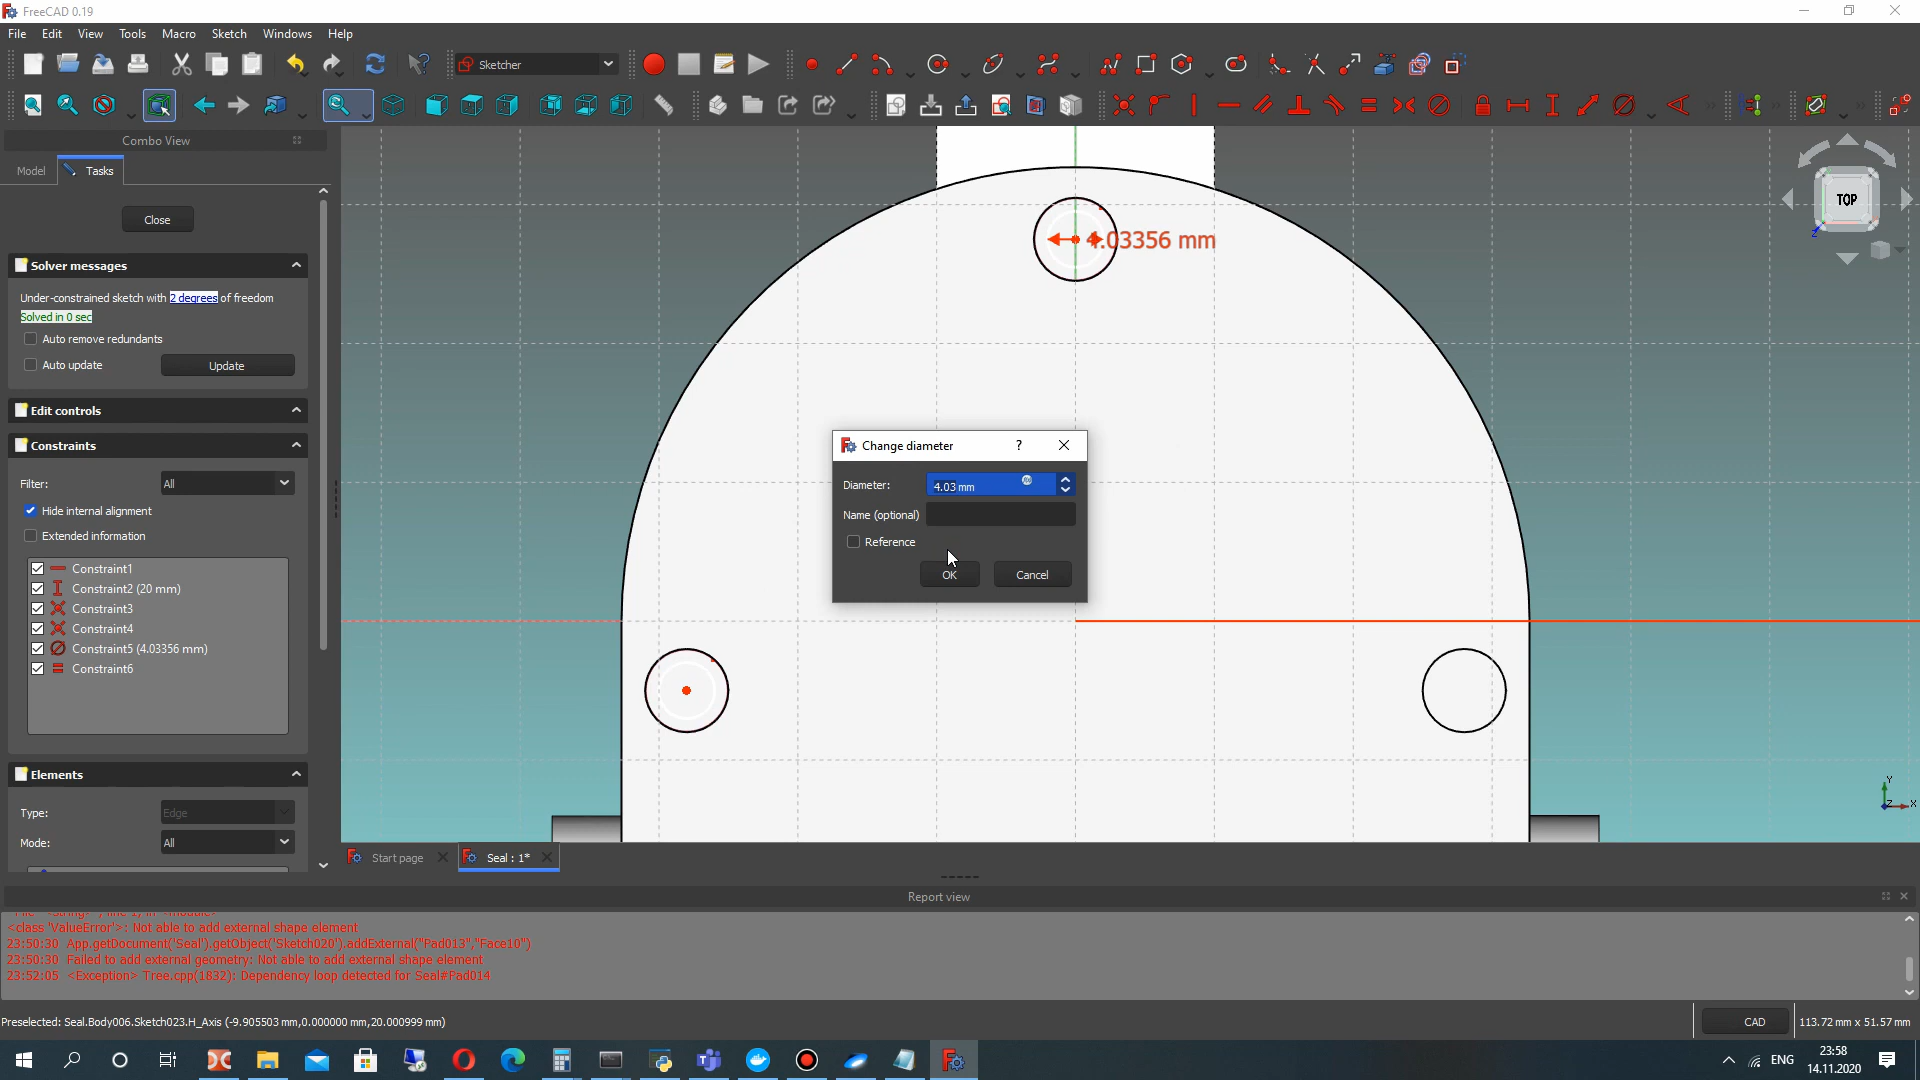 FreeCAD 0.19
File Edit View Tools Macro Sketch Windows Help
Sketcher
Combo View
Model Tasks
Close
Solver messages
Under-constrained sketch with 2 degrees of freedom
Solved in 0 sec
Auto remove redundants
Auto update Update
Edit controls
Constraints
Filter: All
Hide internal alignment
Extended information
Constraint1
Constraint2 (20 mm)
Constraint3
Constraint4
Constraint5 (4.03356 mm)
Constraint6
Elements
Type: Edge
Mode: All
4.03356 mm
TOP
Z
Change diameter ?
Diameter: 4.03 mm
Name (optional)
Reference
OK Cancel
Y
Z X
Start page Seal : 1*
Report view
File "<string>", line 1, in <module>
<class 'ValueError'>: Not able to add external shape element
23:50:30 App.getDocument('Seal').getObject('Sketch020').addExternal("Pad013","Face10")
23:50:30 Failed to add external geometry: Not able to add external shape element
23:52:05 <Exception> Tree.cpp(1832): Dependency loop detected for Seal#Pad014
Preselected: Seal.Body006.Sketch023.H_Axis (-9.905503 mm,0.000000 mm,20.000999 mm)
CAD 113.72 mm x 51.57 mm
ENG
23:58
14.11.2020